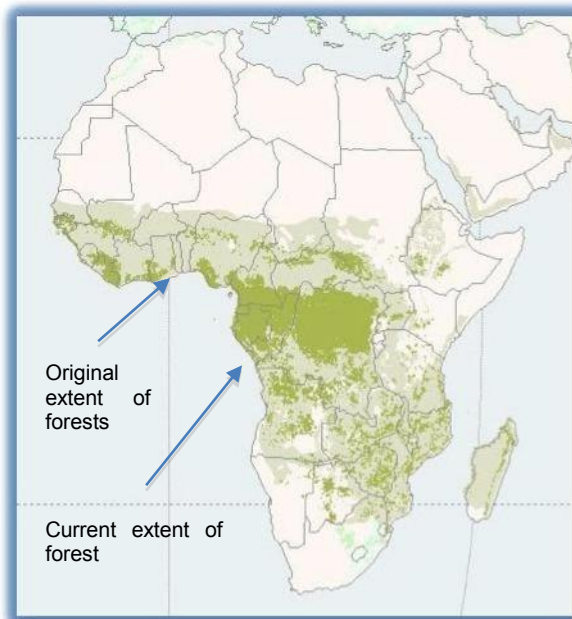 Original
extent of
forests
Current extent of
forest